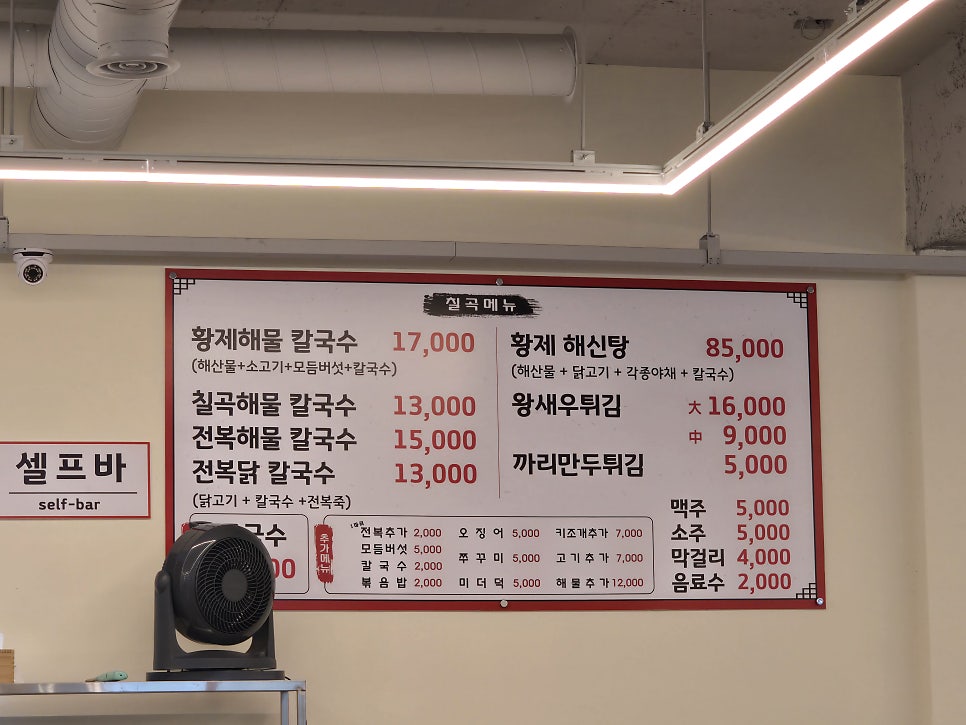 칠곡메뉴
황제해물 칼국수 17,000
(해산물+소고기+모듬버섯+칼국수)
칠곡해물 칼국수 13,000
전복해물 칼국수 15,000
전복닭 칼국수 13,000
(닭고기 + 칼국수 +전복죽)
황제 해신탕 85,000
(해산물 + 닭고기 + 각종야채 + 칼국수)
왕새우튀김 大 16,000
中 9,000
까리만두튀김 5,000
맥주 5,000
소주 5,000
막걸리 4,000
음료수 2,000
추가메뉴
전복추가 2,000 오징어 5,000 키조개추가 7,000
모듬버섯 5,000
쭈꾸미 5,000 고기추가 7,000
칼국수 2,000
볶음밥 2,000 미더덕 5,000 해물추가 12,000
셀프바
self-bar